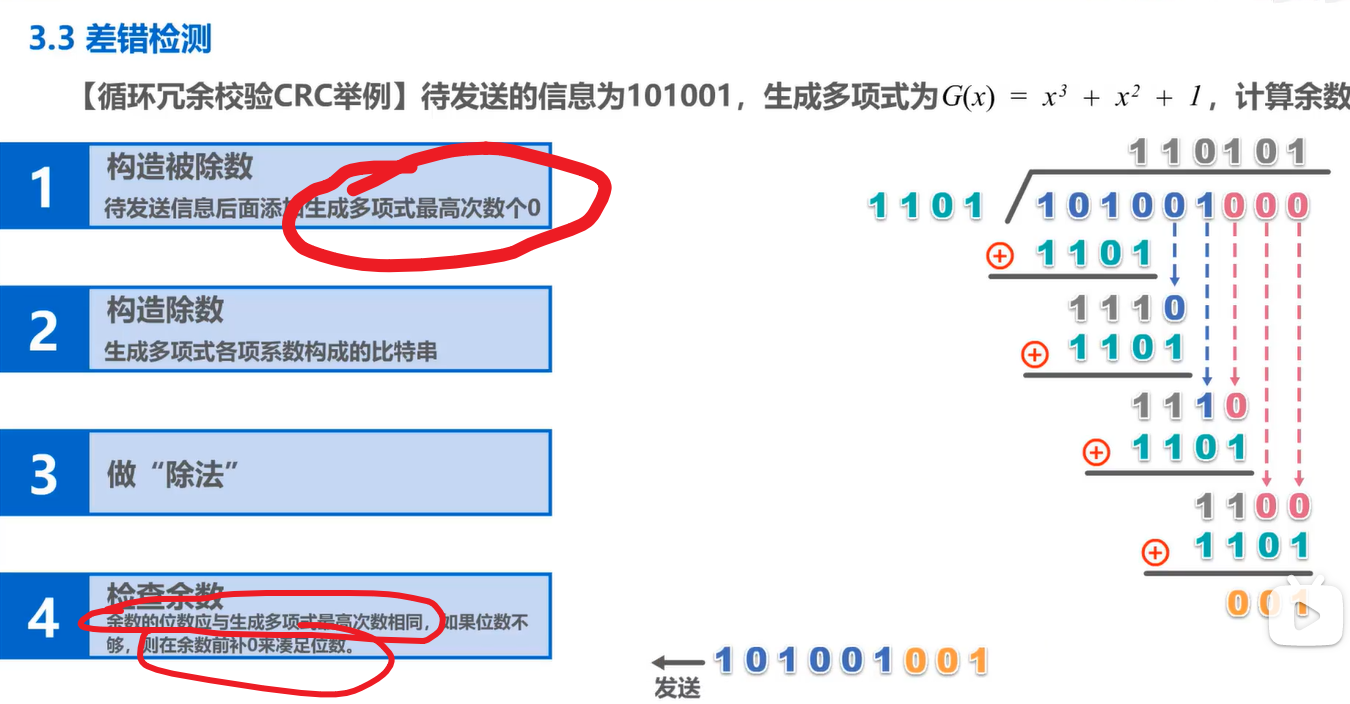 3.3 差错检测
【循环冗余校验CRC举例】待发送的信息为101001，生成多项式为G(x) = x³ + x² + 1，计算余数
1
构造被除数
待发送信息后面添加生成多项式最高次数个0
2
构造除数
生成多项式各项系数构成的比特串
3
做“除法”
4
检查余数
余数的位数应与生成多项式最高次数相同，如果位数不
够，则在余数前补0来凑足位数。
110101
1101
101001000
1101
1110
1101
1110
1101
1100
1101
001
101001001
发送